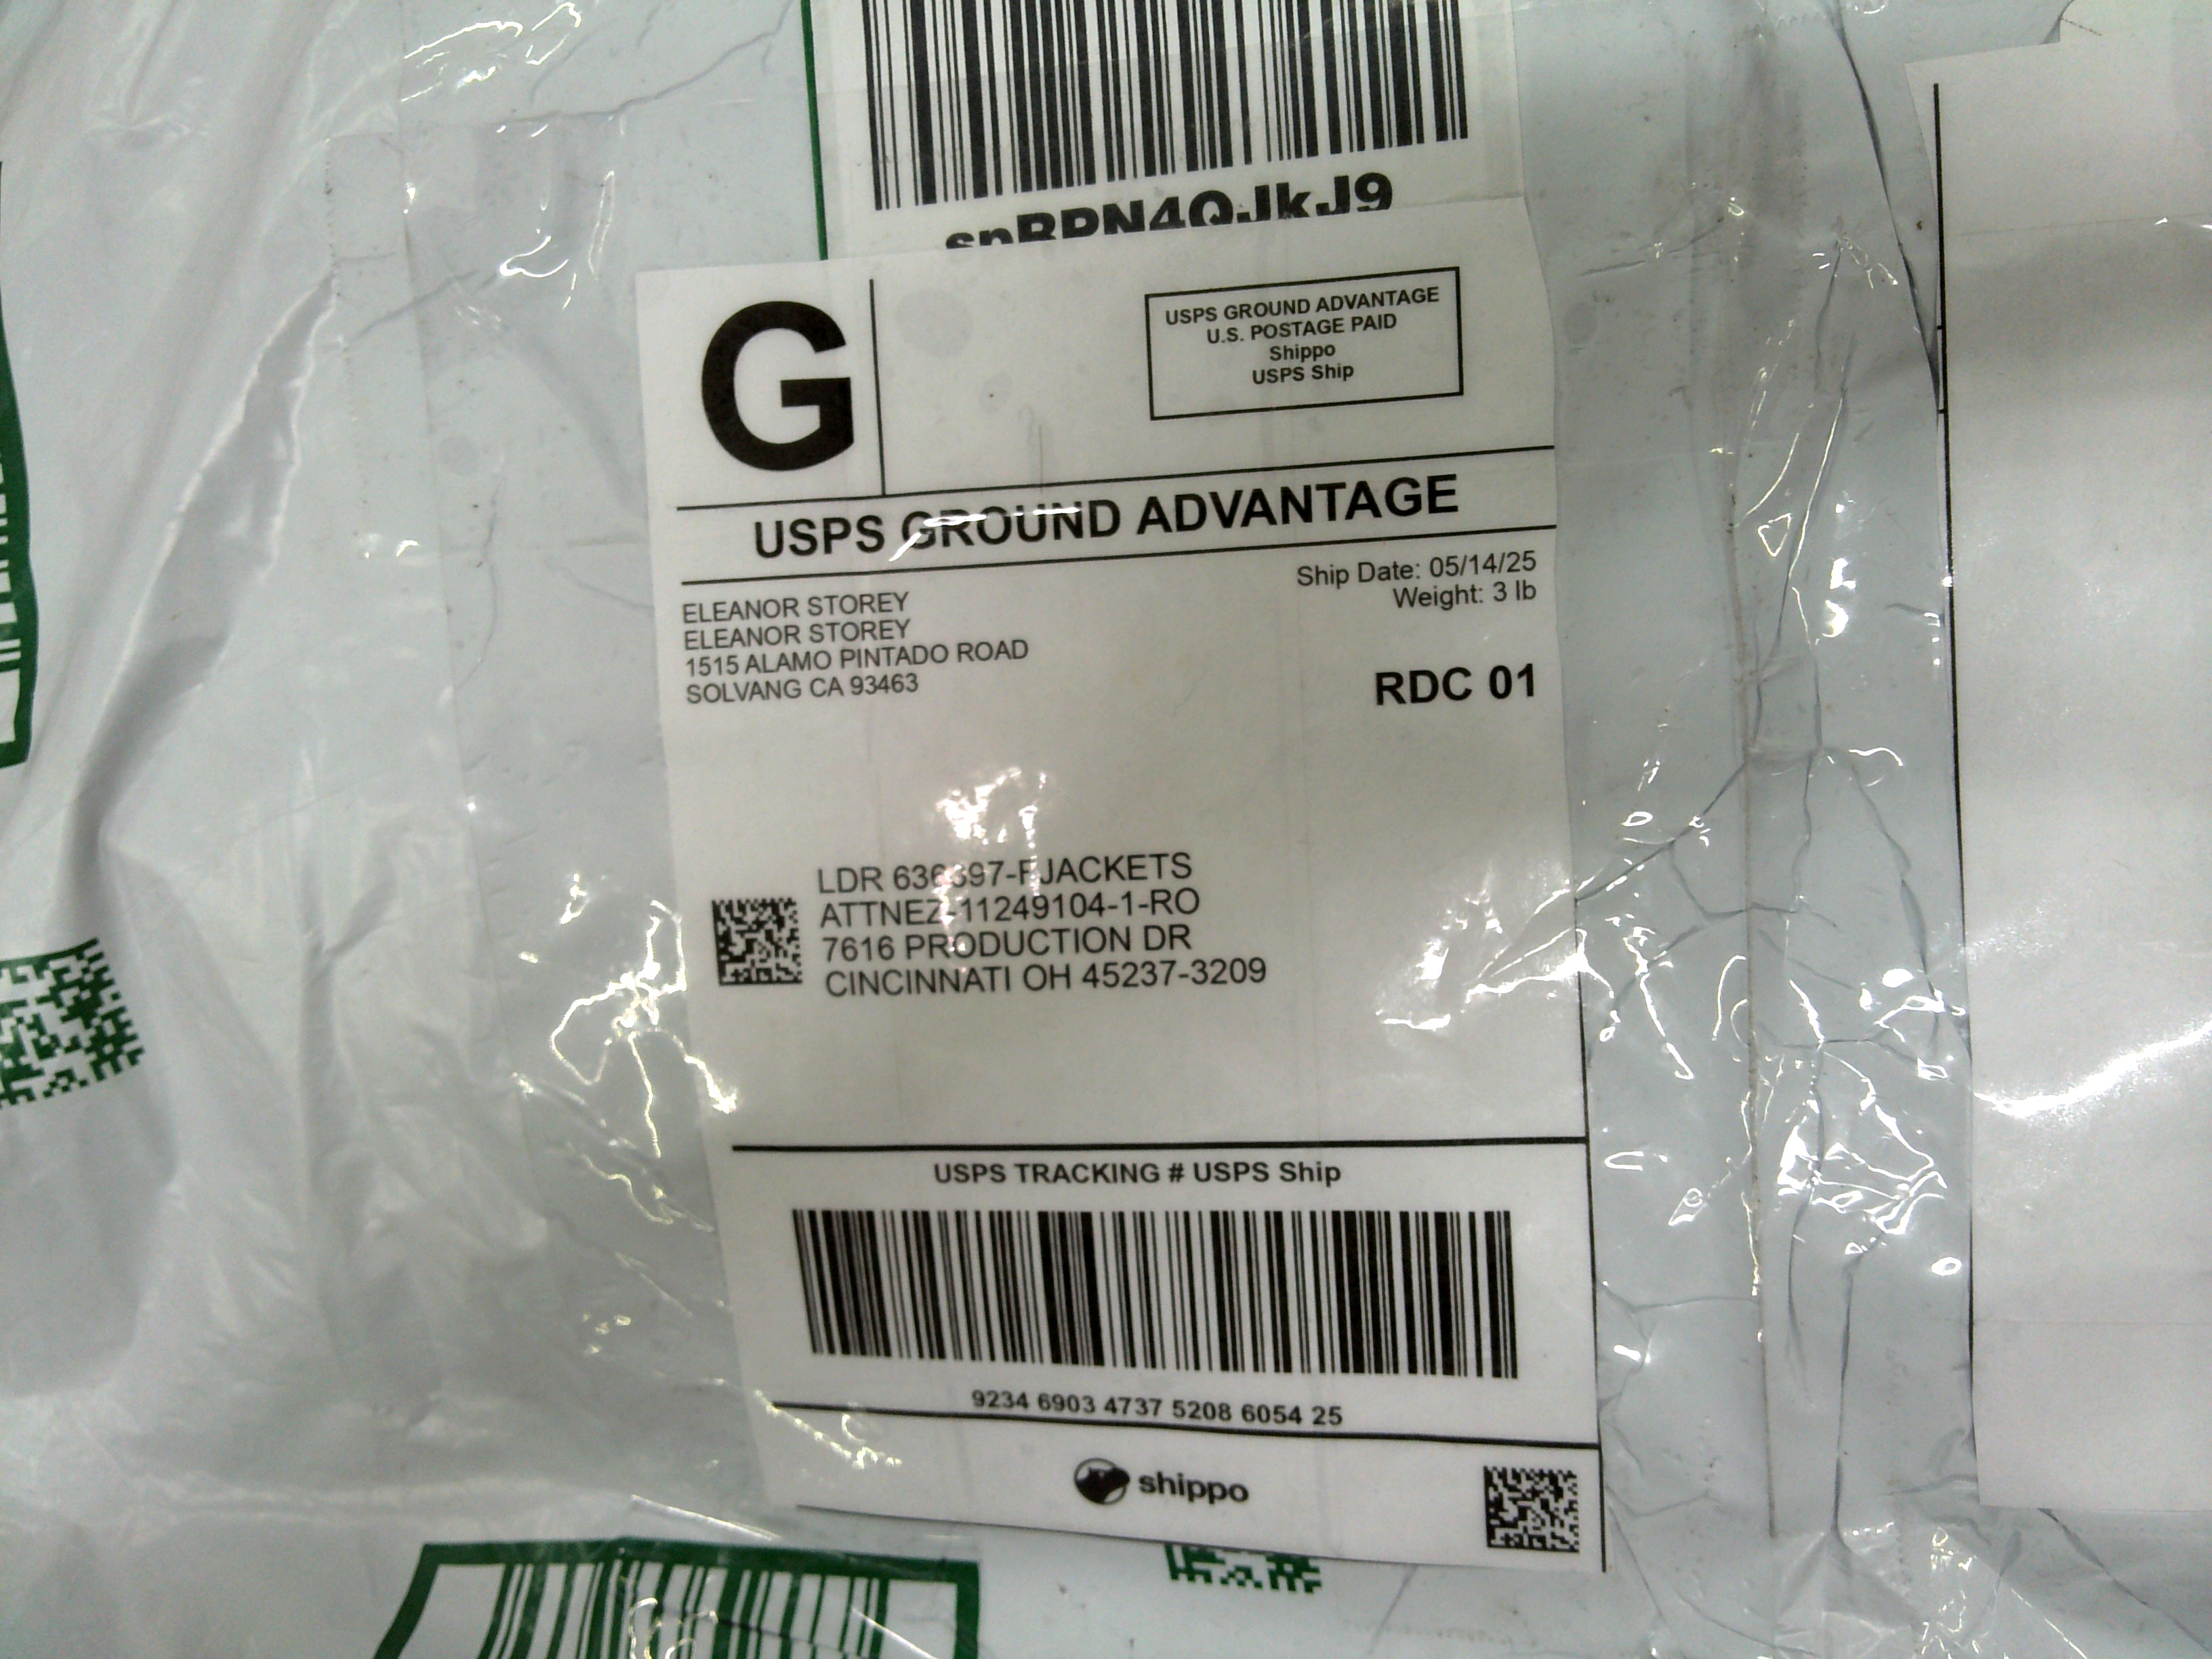 G
USPS GROUND ADVANTAGE
U.S. POSTAGE PAID
Shippo
USPS Ship
USPS GROUND ADVANTAGE
Ship Date: 05/14/25
Weight: 3 lb
ELEANOR STOREY
ELEANOR STOREY
1515 ALAMO PINTADO ROAD
SOLVANG CA 93463
RDC 01
LDR
ATTNEZ-11249104-1-RO
7616 PRODUCTION DR
CINCINNATI OH 45237-3209
USPS TRACKING # USPS Ship
9234 6903 4737 5208 6054 25
shippo